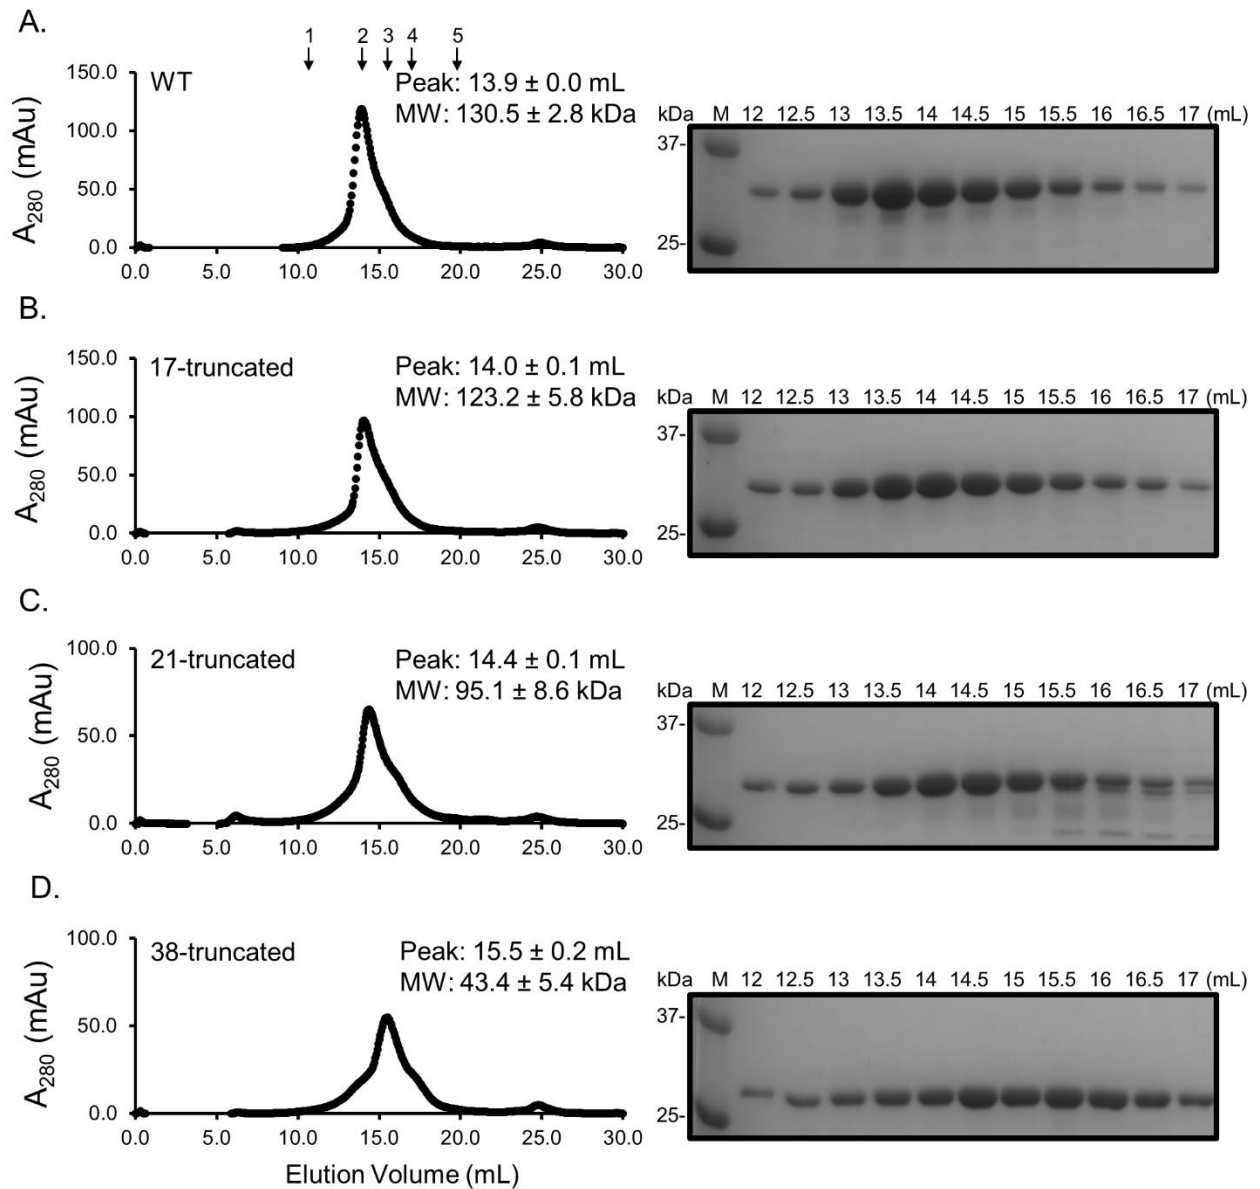 A.
1 2 3 4 5
WT
Peak: 13.9 ± 0.0 mL
MW: 130.5 ± 2.8 kDa
150.0
100.0
50.0
0.0
A280 (mAu)
0.0 5.0 10.0 15.0 20.0 25.0 30.0
kDa M 12 12.5 13 13.5 14 14.5 15 15.5 16 16.5 17 (mL)
37-
25-
B.
17-truncated
Peak: 14.0 ± 0.1 mL
MW: 123.2 ± 5.8 kDa
150.0
100.0
50.0
0.0
A280 (mAu)
0.0 5.0 10.0 15.0 20.0 25.0 30.0
kDa M 12 12.5 13 13.5 14 14.5 15 15.5 16 16.5 17 (mL)
37-
25-
C.
21-truncated
Peak: 14.4 ± 0.1 mL
MW: 95.1 ± 8.6 kDa
100.0
50.0
0.0
A280 (mAu)
0.0 5.0 10.0 15.0 20.0 25.0 30.0
kDa M 12 12.5 13 13.5 14 14.5 15 15.5 16 16.5 17 (mL)
37-
25-
D.
38-truncated
Peak: 15.5 ± 0.2 mL
MW: 43.4 ± 5.4 kDa
100.0
50.0
0.0
A280 (mAu)
0.0 5.0 10.0 15.0 20.0 25.0 30.0
Elution Volume (mL)
kDa M 12 12.5 13 13.5 14 14.5 15 15.5 16 16.5 17 (mL)
37-
25-